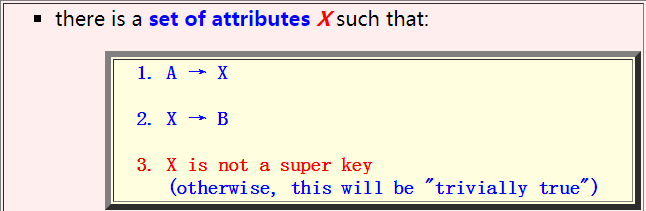 ▪ there is a set of attributes X such that:
1. A → X
2. X → B
3. X is not a super key
(otherwise, this will be "trivially true")